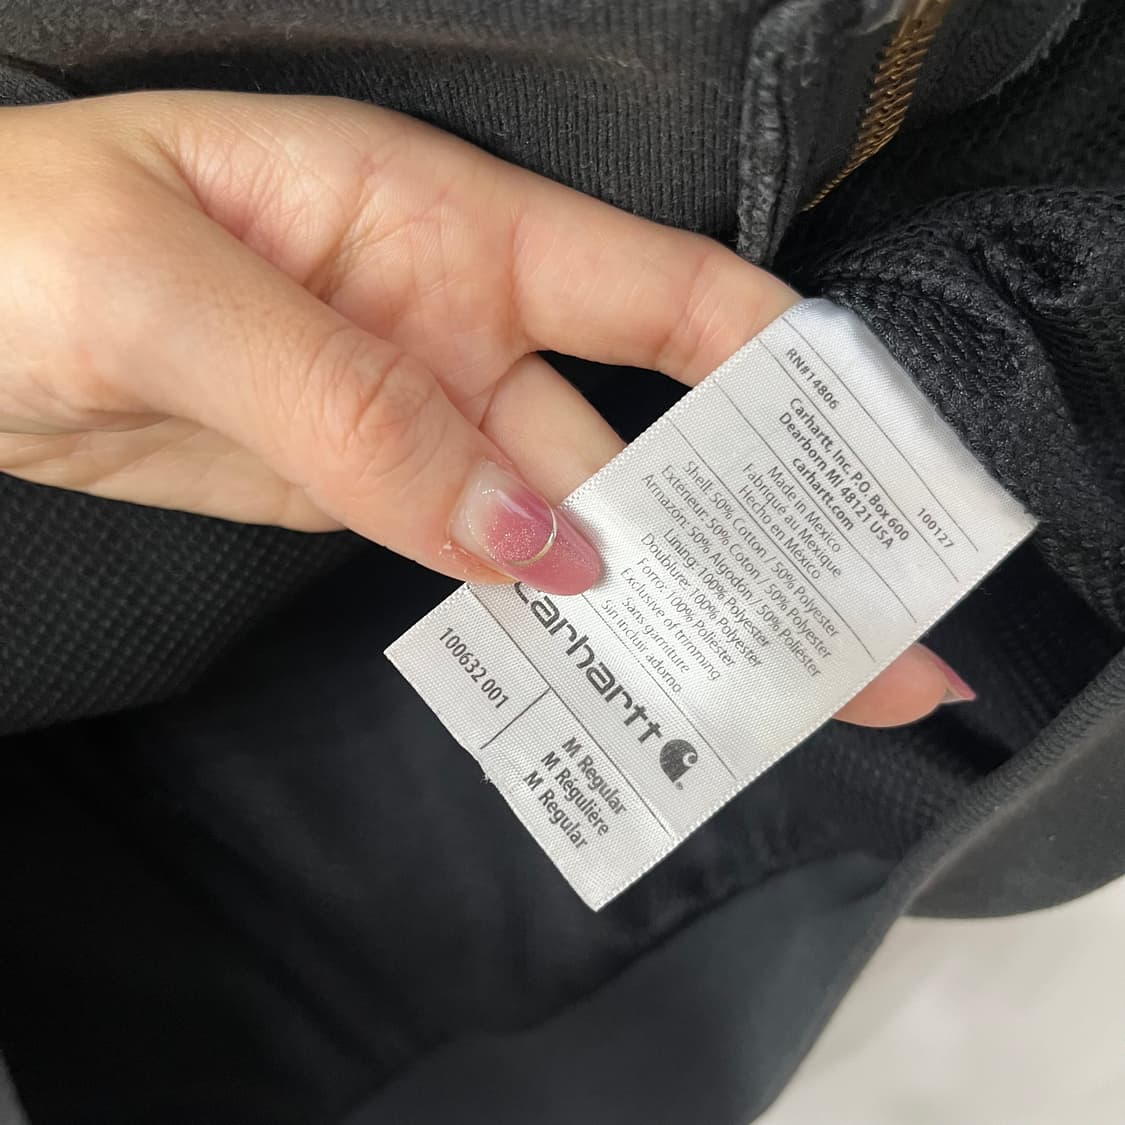 RN#14806 100127
Carhartt, Inc. P.O. Box 600
Dearborn MI 48121 USA
carhartt.com
Made in Mexico
Fabriqué au Mexique
Hecho en México
Shell: 50% Cotton / 50% Polyester
Exterieur: 50% Coton / 50% Polyester
Armazón: 50% Algodon / 50% Poliéster
Lining: 100% Polyester
Doublure: 100% Polyester
Forro: 100% Poliéster
Exclusive of trimming
Sans garniture
Sin incluir adorno
carhartt
100632 001
M Regular
M Régulière
M Regular